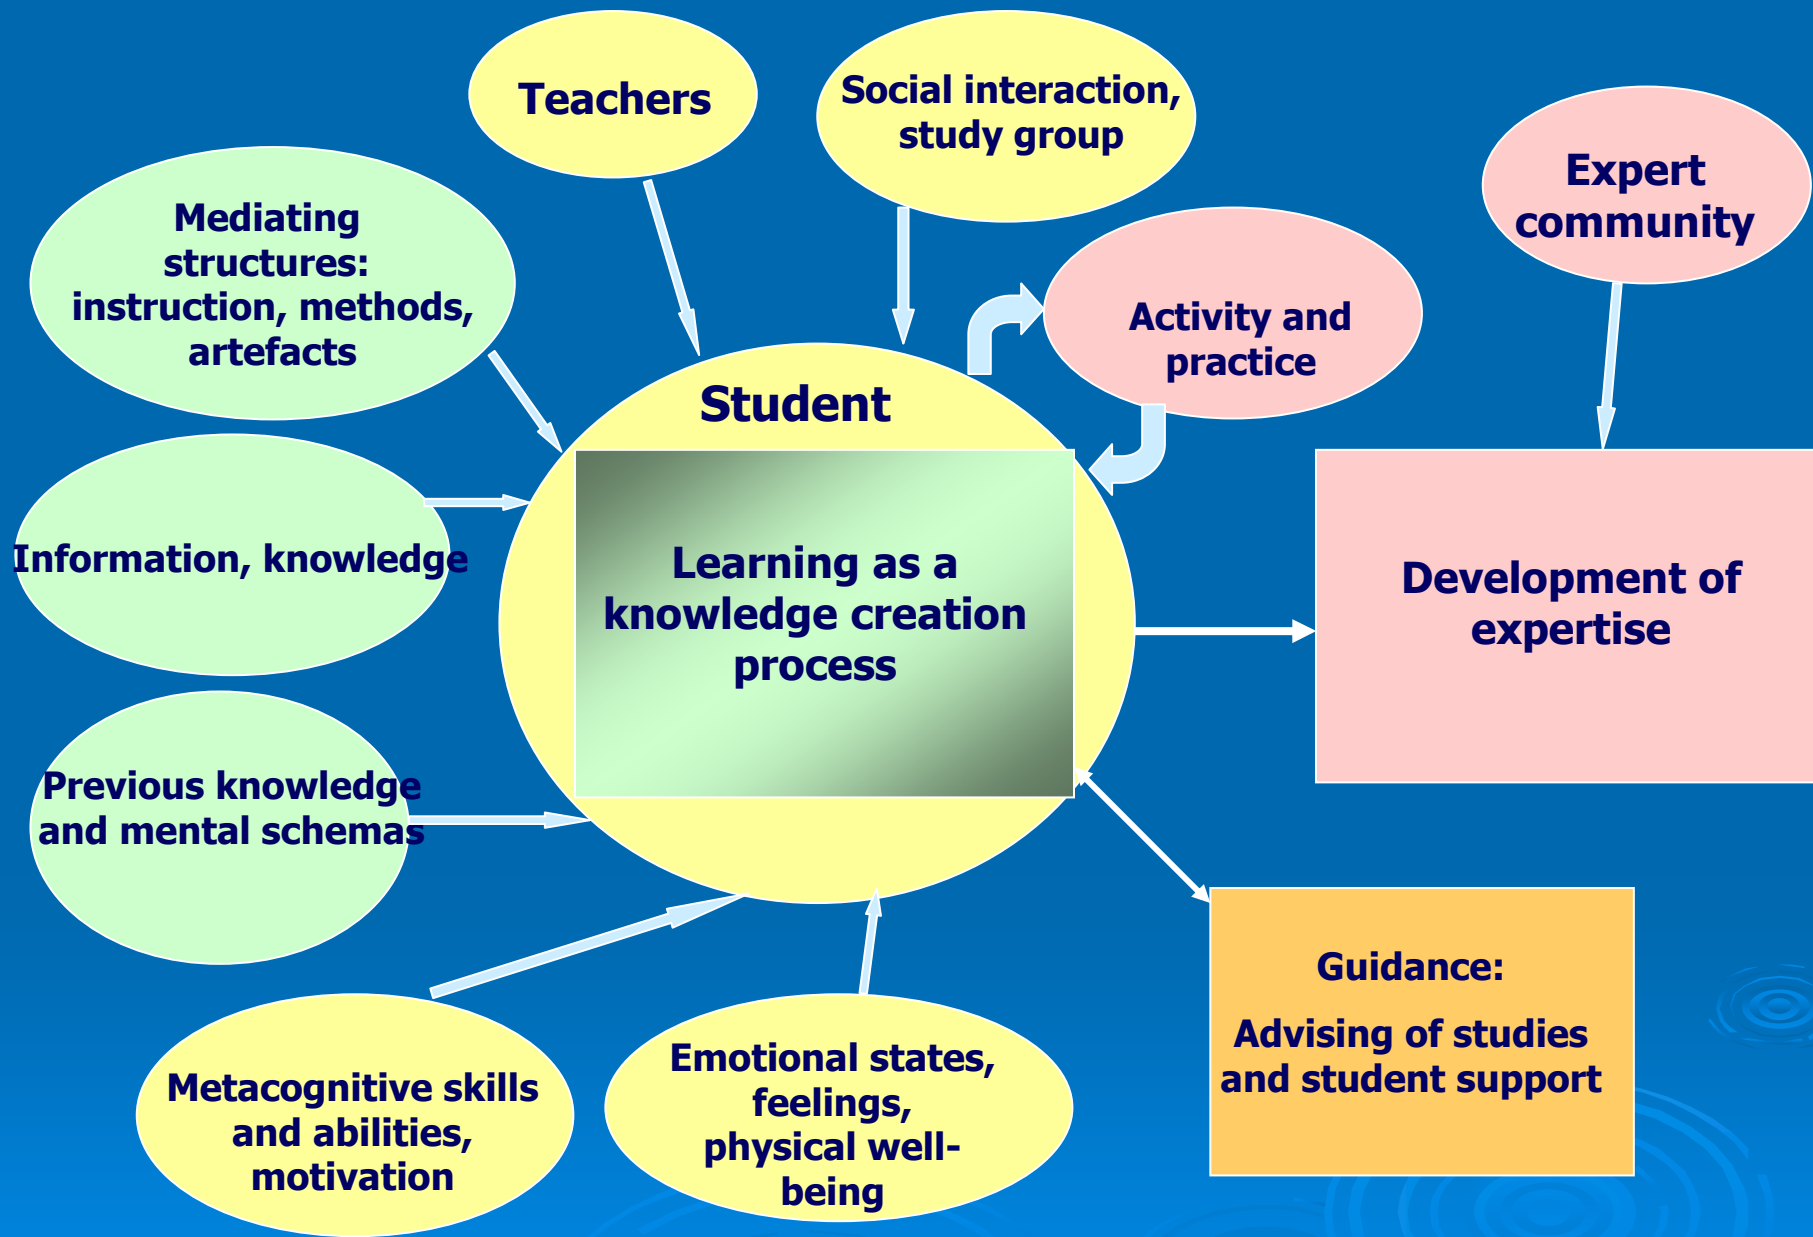 Teachers
Social interaction,
study group
Expert
community
Mediating
structures:
instruction, methods,
artefacts
Activity and
practice
Student
Information, knowledge
Learning as a
knowledge creation
process
Development of
expertise
Previous knowledge
and mental schemas
Guidance:
Advising of studies
and student support
Metacognitive skills
and abilities,
motivation
Emotional states,
feelings,
physical well-
being